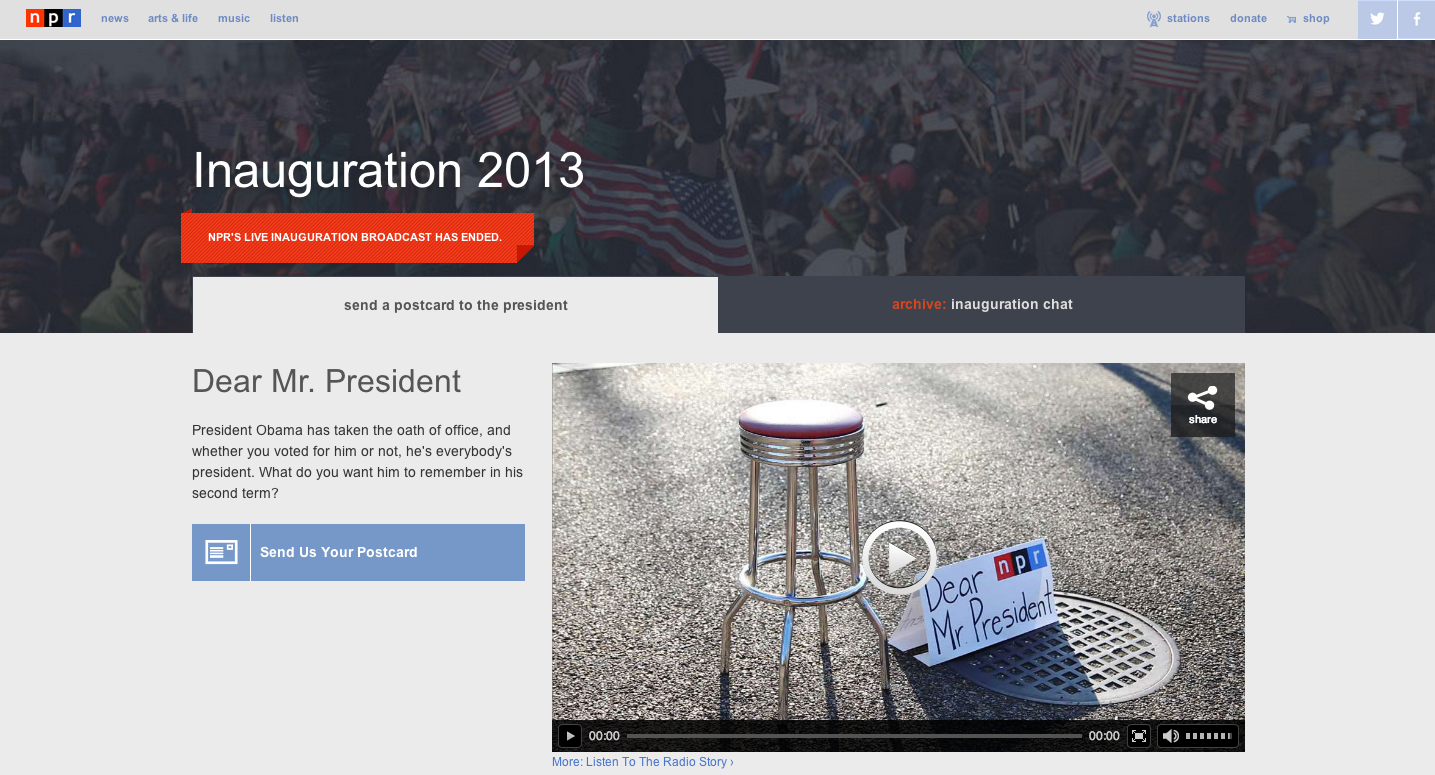 npr news arts & life music listen stations donate shop
Inauguration 2013
NPR'S LIVE INAUGURATION BROADCAST HAS ENDED.
send a postcard to the president
archive: inauguration chat
Dear Mr. President
President Obama has taken the oath of office, and
whether you voted for him or not, he's everybody's
president. What do you want him to remember in his
second term?
Send Us Your Postcard
share
npr
Dear
Mr. President
00:00 00:00
More: Listen To The Radio Story ›